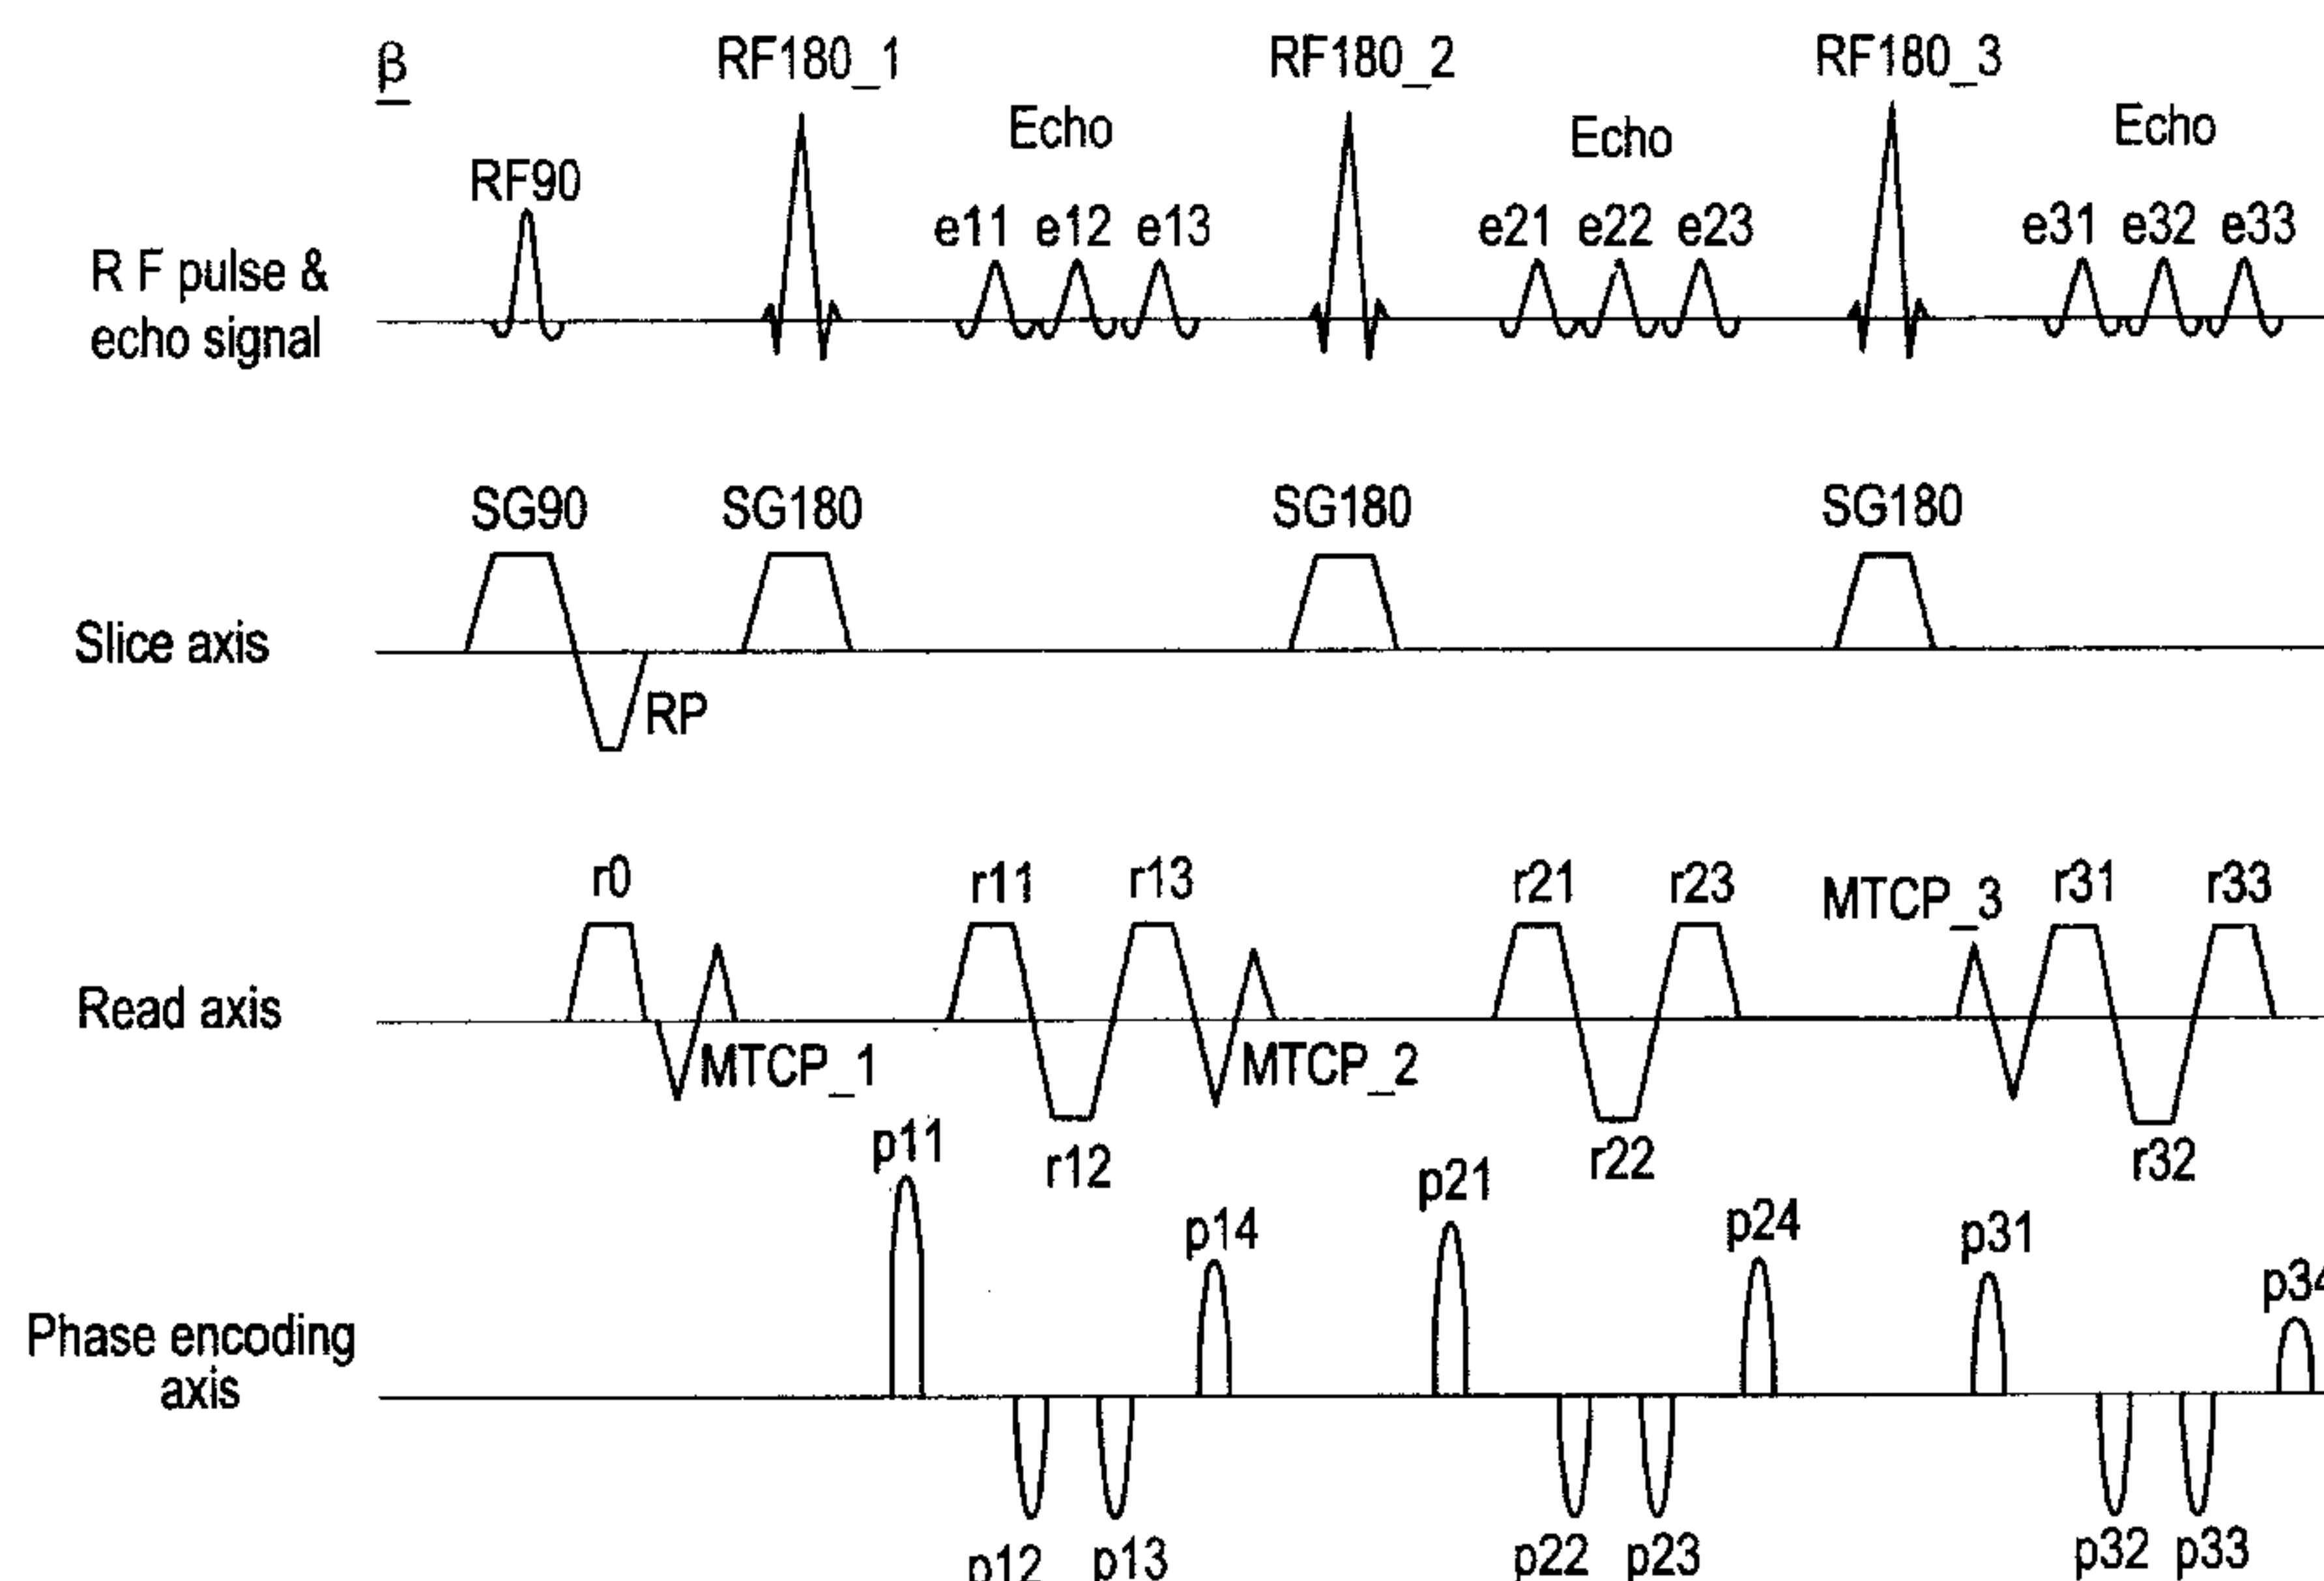 β
RF180_1
RF180_2
RF180_3
Echo
Echo
Echo
RF90
e11 e12 e13
e21 e22 e23
e31 e32 e33
R F pulse &
echo signal
SG90
SG180
SG180
SG180
Slice axis
RP
r0
r11
r13
r21
r23
MTCP_3
r31
r33
Read axis
MTCP_1
MTCP_2
r12
r22
r32
p11
p14
p21
p24
p31
p34
Phase encoding
axis
p12 p13
p22 p23
p32 p33